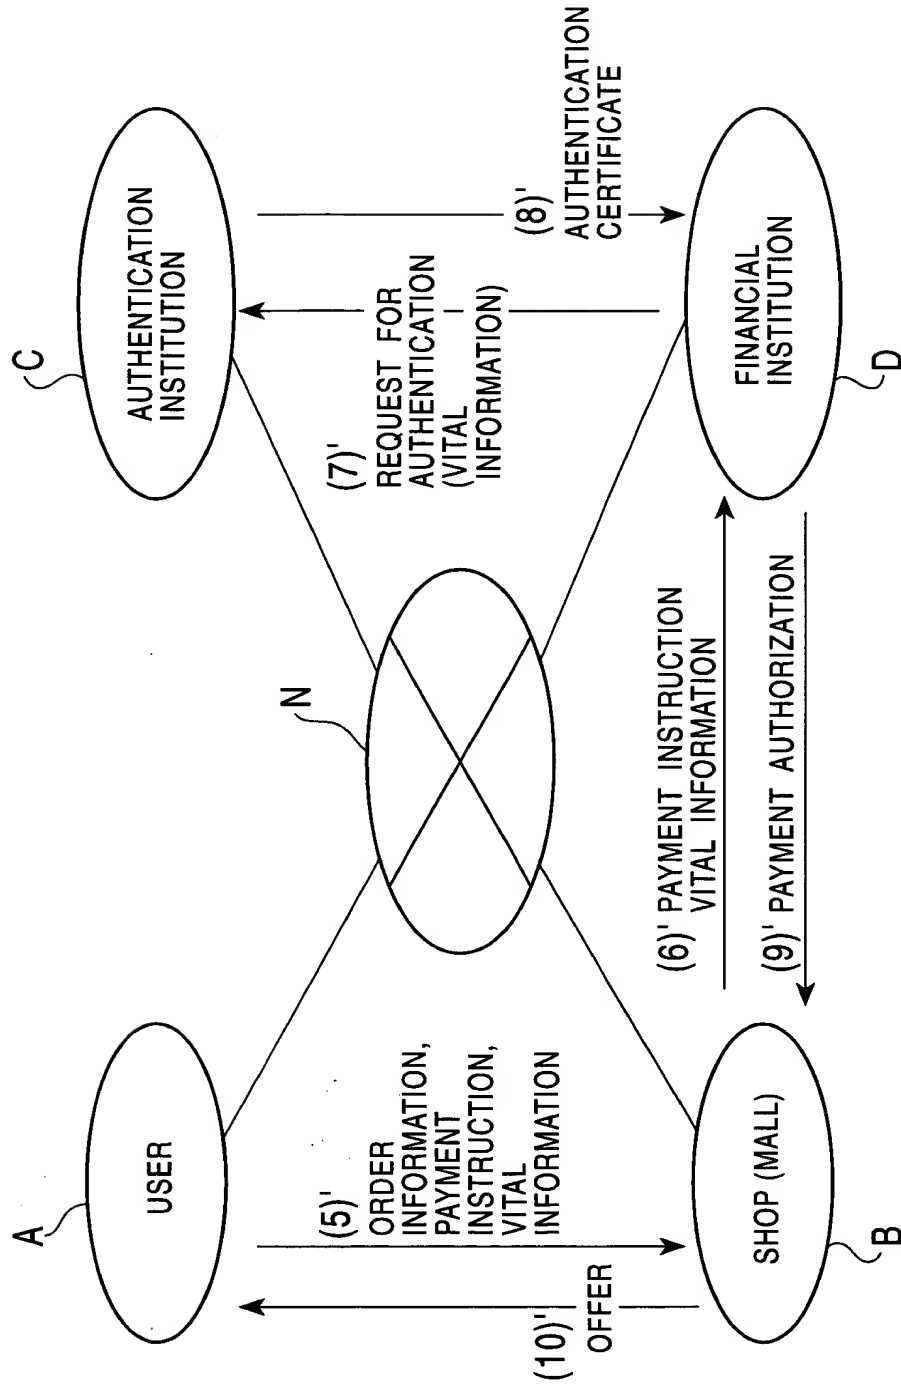 A
USER
(5)'
ORDER
INFORMATION,
PAYMENT
INSTRUCTION,
VITAL
INFORMATION
(10)'
OFFER
SHOP (MALL)
B
N
(6)' PAYMENT INSTRUCTION
VITAL INFORMATION
(9)' PAYMENT AUTHORIZATION
C
AUTHENTICATION
INSTITUTION
(7)'
REQUEST FOR
AUTHENTICATION
(VITAL
INFORMATION)
(8)'
AUTHENTICATION
CERTIFICATE
FINANCIAL
INSTITUTION
D